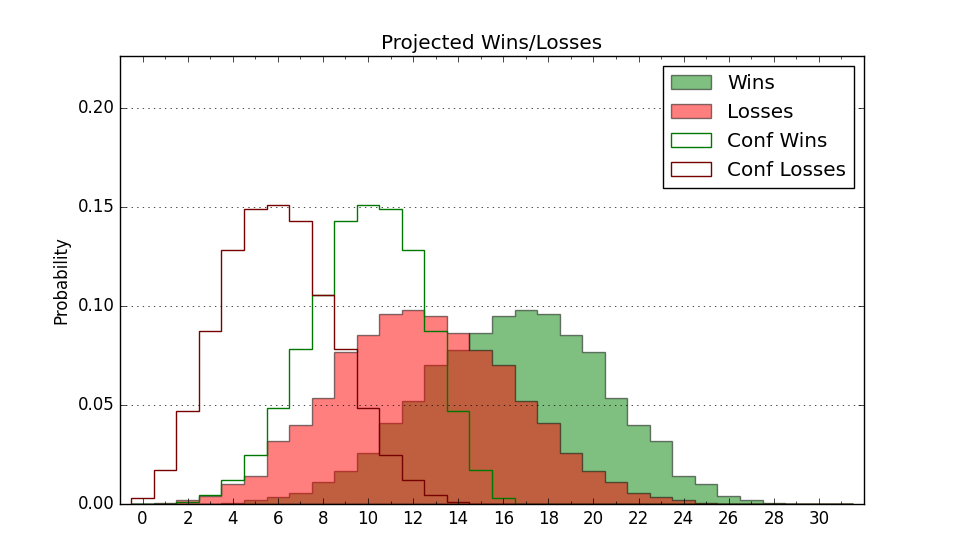 Projected Wins/Losses
Wins
Losses
Conf Wins
Conf Losses
Probability
0.20
0.15
0.10
0.05
0.00
0 2 4 6 8 10 12 14 16 18 20 22 24 26 28 30